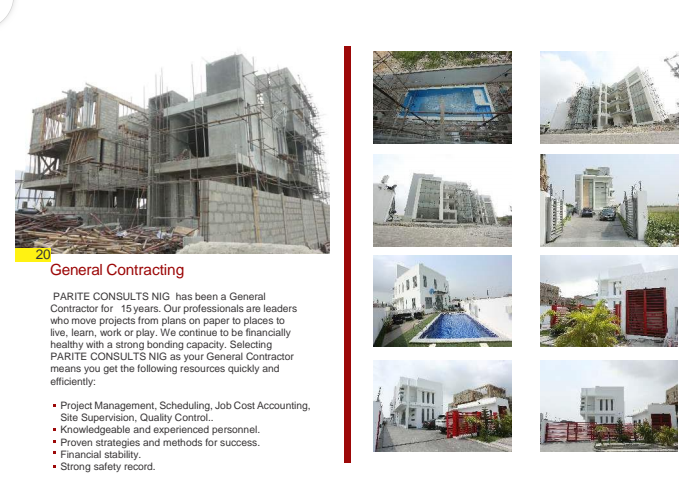 20
General Contracting
PARITE CONSULTS NIG has been a General
Contractor for 15 years. Our professionals are leaders
who move projects from plans on paper to places to
live, learn, work or play. We continue to be financially
healthy with a strong bonding capacity. Selecting
PARITE CONSULTS NIG as your General Contractor
means you get the following resources quickly and
efficiently:
▪ Project Management, Scheduling, Job Cost Accounting,
Site Supervision, Quality Control..
▪ Knowledgeable and experienced personnel.
▪ Proven strategies and methods for success.
▪ Financial stability.
▪ Strong safety record.